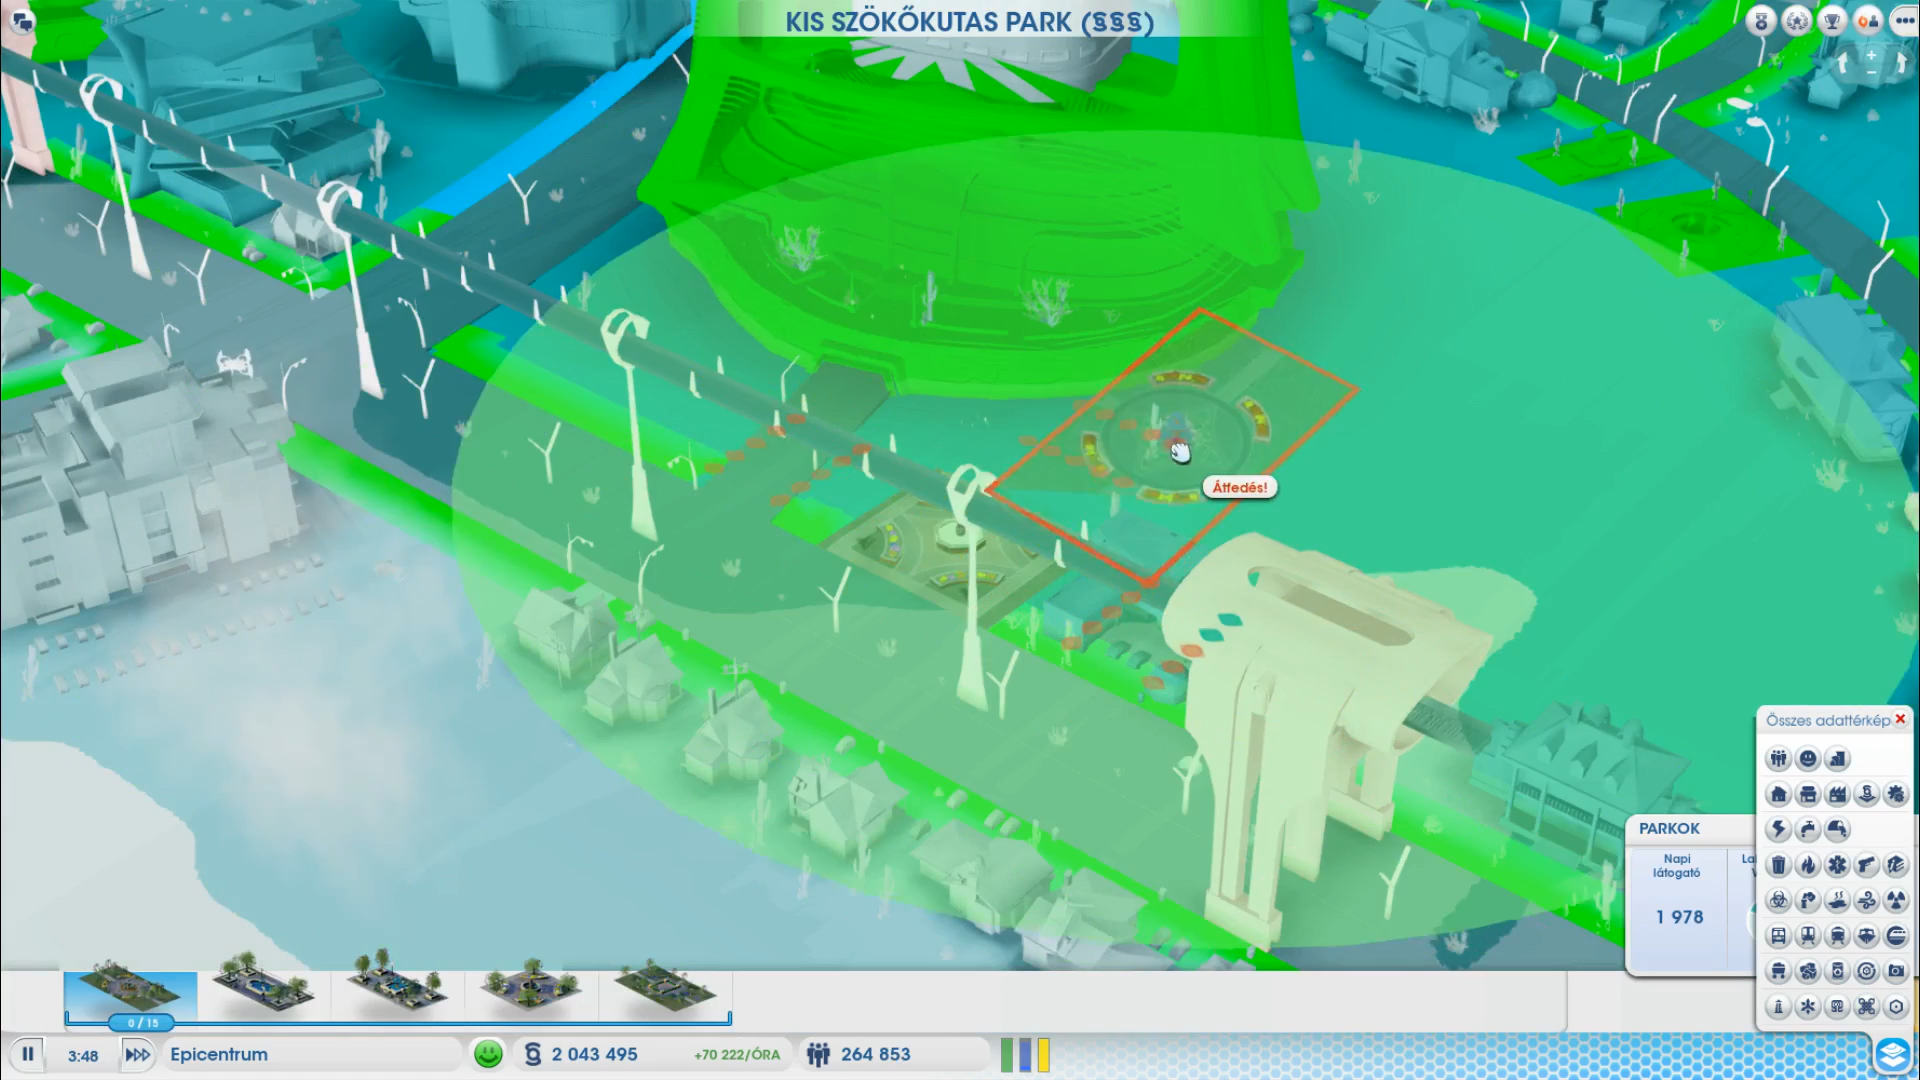 KIS SZÖKŐKUTAS PARK (§§§)
Átfedés!
Összes adattérkép
PARKOK
Napi
látogató
1 978
0 / 15
3:48
Epicentrum
2 043 495
+70 222/ÓRA
264 853